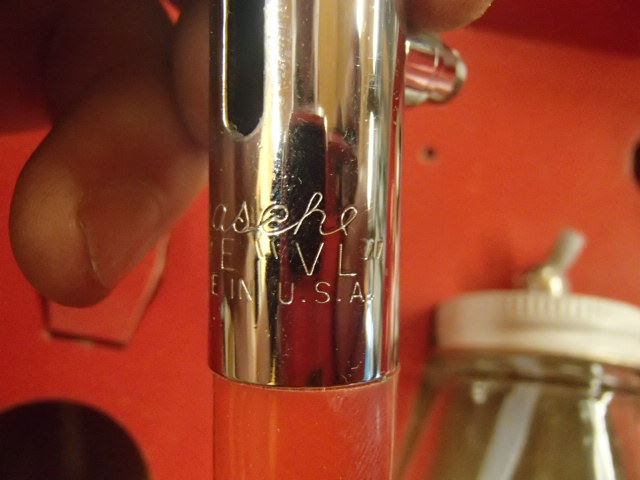 asche
E "VL"
E IN U.S.A.